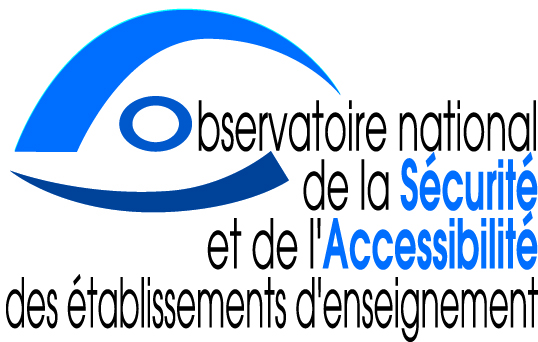 Observatoire national
de la Sécurité
et de l'Accessibilité
des établissements d'enseignement